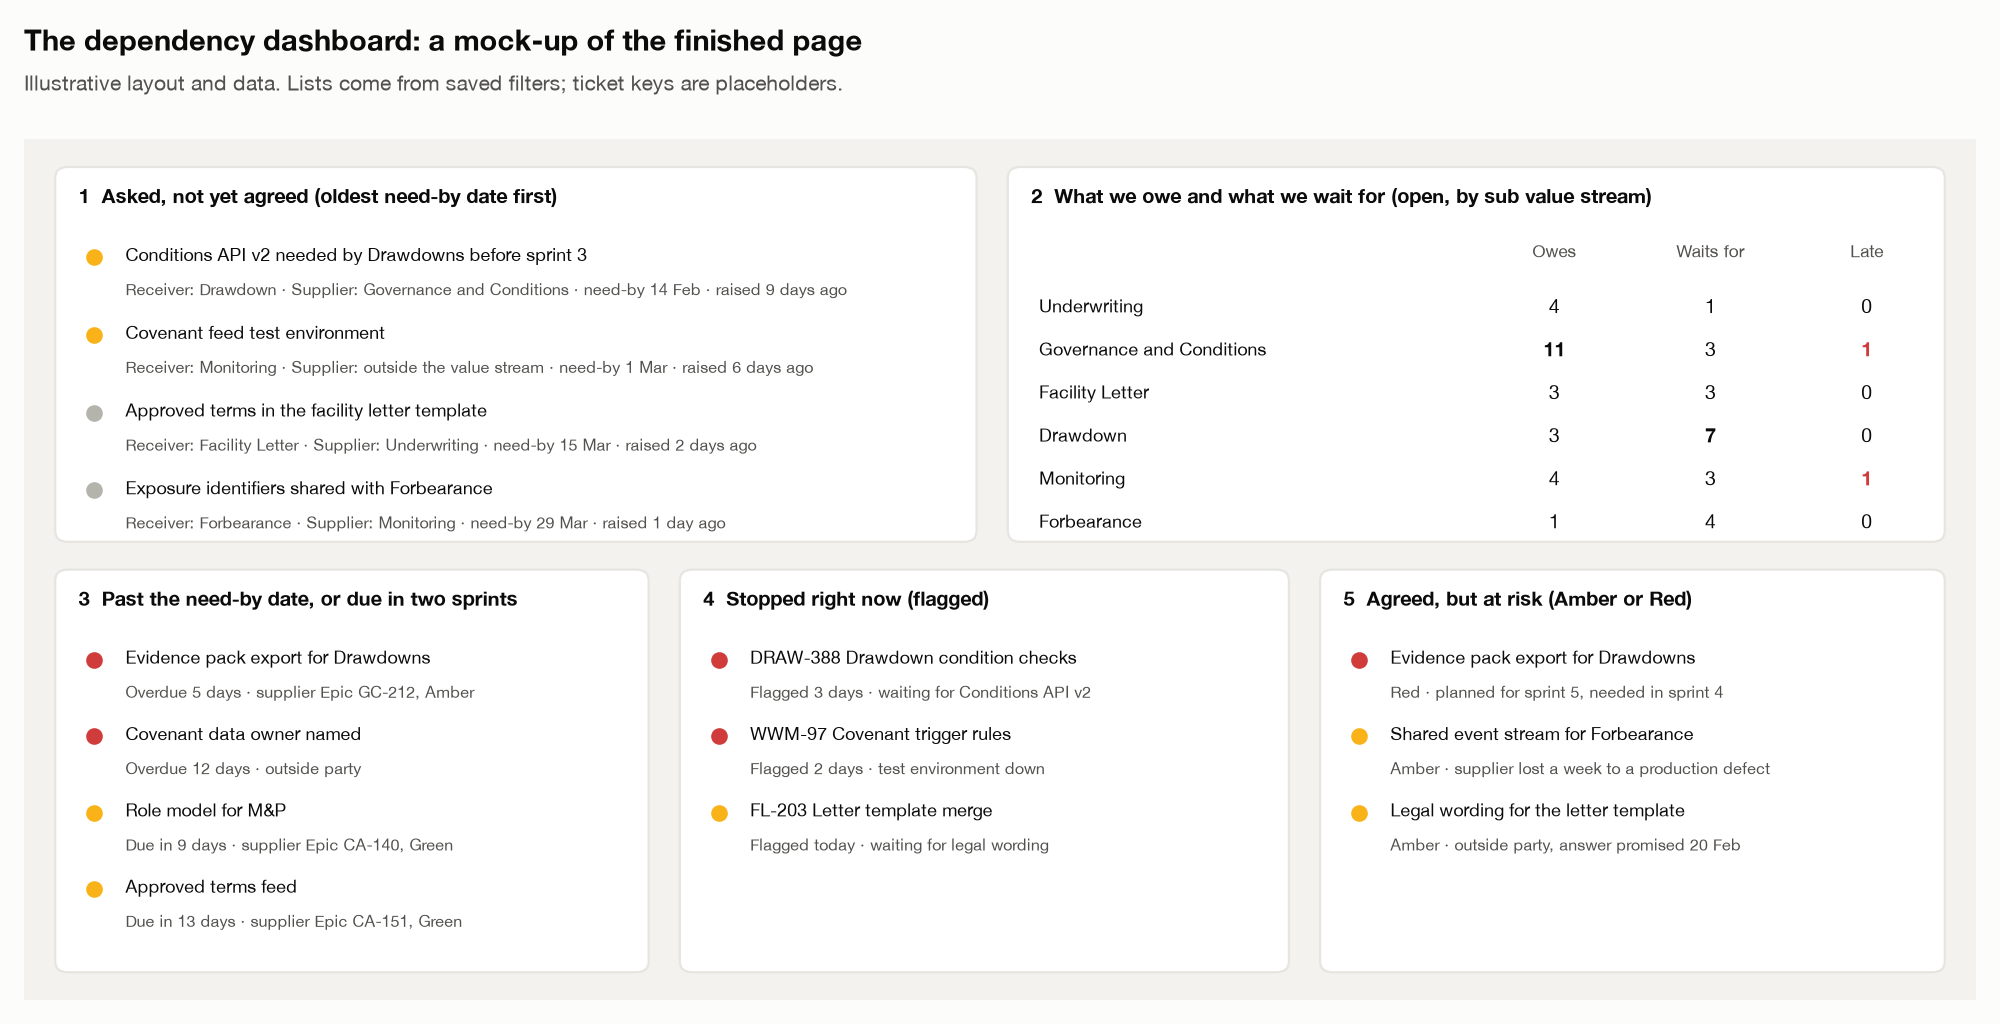 The dependency dashboard: a mock-up of the finished page
Illustrative layout and data. Lists come from saved filters; ticket keys are placeholders.
1 Asked, not yet agreed (oldest need-by date first)
Conditions API v2 needed by Drawdowns before sprint 3
Receiver: Drawdown · Supplier: Governance and Conditions · need-by 14 Feb · raised 9 days ago
Covenant feed test environment
Receiver: Monitoring · Supplier: outside the value stream · need-by 1 Mar · raised 6 days ago
Approved terms in the facility letter template
Receiver: Facility Letter · Supplier: Underwriting · need-by 15 Mar · raised 2 days ago
Exposure identifiers shared with Forbearance
Receiver: Forbearance · Supplier: Monitoring · need-by 29 Mar · raised 1 day ago
2 What we owe and what we wait for (open, by sub value stream)
Owes Waits for Late
Underwriting 4 1 0
Governance and Conditions 11 3 1
Facility Letter 3 3 0
Drawdown 3 7 0
Monitoring 4 3 1
Forbearance 1 4 0
3 Past the need-by date, or due in two sprints
Evidence pack export for Drawdowns
Overdue 5 days · supplier Epic GC-212, Amber
Covenant data owner named
Overdue 12 days · outside party
Role model for M&P
Due in 9 days · supplier Epic CA-140, Green
Approved terms feed
Due in 13 days · supplier Epic CA-151, Green
4 Stopped right now (flagged)
DRAW-388 Drawdown condition checks
Flagged 3 days · waiting for Conditions API v2
WWM-97 Covenant trigger rules
Flagged 2 days · test environment down
FL-203 Letter template merge
Flagged today · waiting for legal wording
5 Agreed, but at risk (Amber or Red)
Evidence pack export for Drawdowns
Red · planned for sprint 5, needed in sprint 4
Shared event stream for Forbearance
Amber · supplier lost a week to a production defect
Legal wording for the letter template
Amber · outside party, answer promised 20 Feb